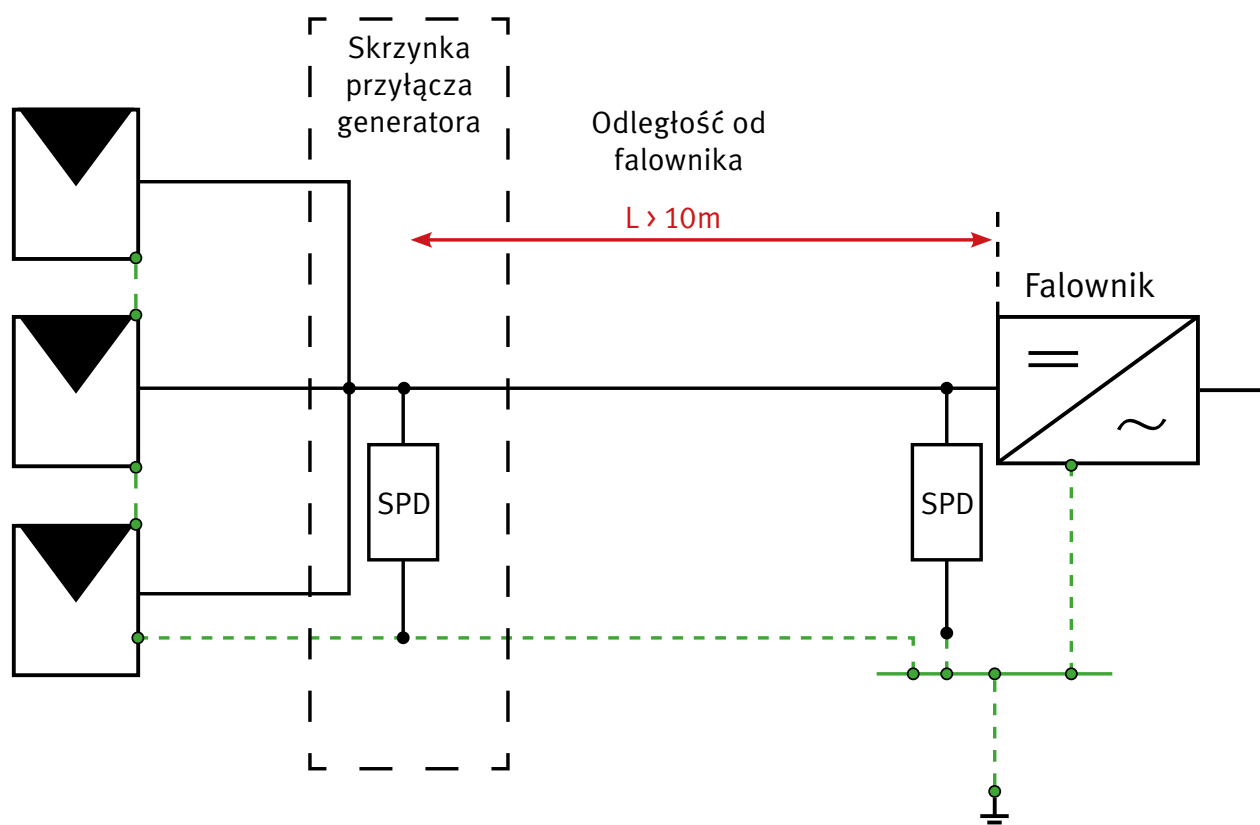 Skrzynka
przyłącza
generatora
Odległość od
falownika
L > 10m
Falownik
SPD
SPD